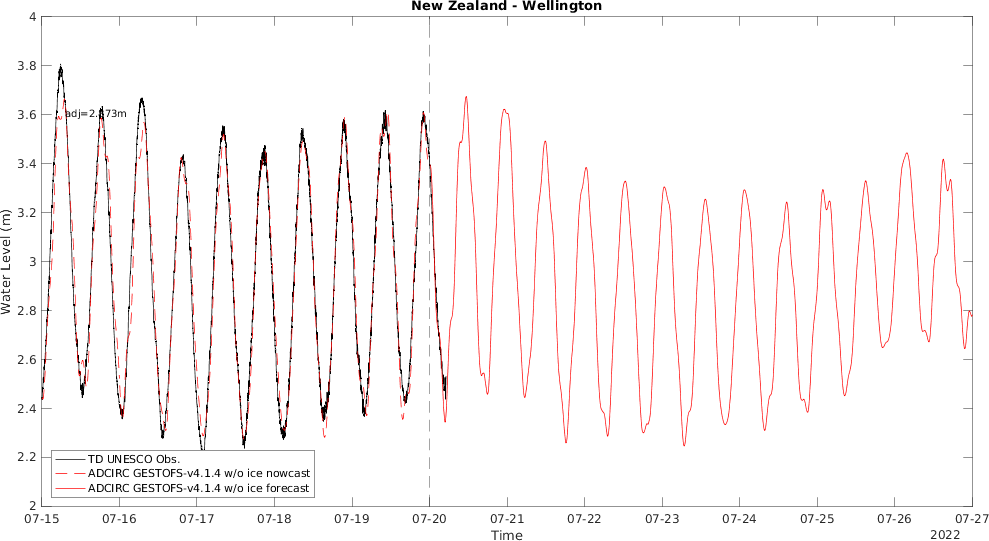 New Zealand - Wellington
4
3.8
3.6
3.4
3.2
3
2.8
2.6
2.4
2.2
2
Water Level (m)
TD UNESCO Obs.
ADCIRC GESTOFS-v4.1.4 w/o ice nowcast
ADCIRC GESTOFS-v4.1.4 w/o ice forecast
07-15 07-16 07-17 07-18 07-19 07-20 07-21 07-22 07-23 07-24 07-25 07-26 07-27
Time
2022